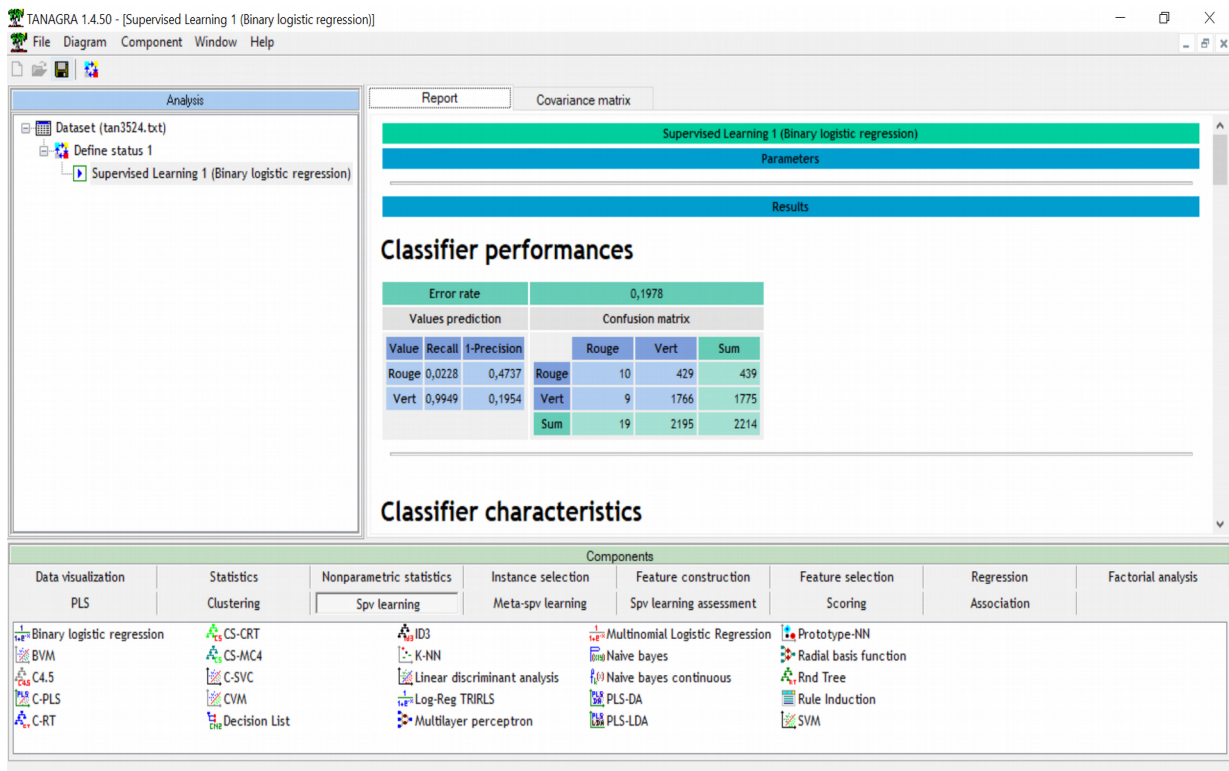 TANAGRA 1.4.50 - [Supervised Learning 1 (Binary logistic regression)]
File Diagram Component Window Help
Analysis
Dataset (tan3524.txt)
Define status 1
Supervised Learning 1 (Binary logistic regression)
Report Covariance matrix
Supervised Learning 1 (Binary logistic regression)
Parameters
Results
Classifier performances
Error rate 0,1978
Values prediction Confusion matrix
Value Recall 1-Precision Rouge Vert Sum
Rouge 0,0228 0,4737 Rouge 10 429 439
Vert 0,9949 0,1954 Vert 9 1766 1775
Sum 19 2195 2214
Classifier characteristics
Components
Data visualization Statistics Nonparametric statistics Instance selection Feature construction Feature selection Regression Factorial analysis
PLS Clustering Spv learning Meta-spv learning Spv learning assessment Scoring Association
Binary logistic regression CS-CRT ID3 Multinomial Logistic Regression Prototype-NN
BVM CS-MC4 K-NN Naive bayes Radial basis function
C4.5 C-SVC Linear discriminant analysis Naive bayes continuous Rnd Tree
C-PLS CVM Log-Reg TRIRLS PLS-DA Rule Induction
C-RT Decision List Multilayer perceptron PLS-LDA SVM